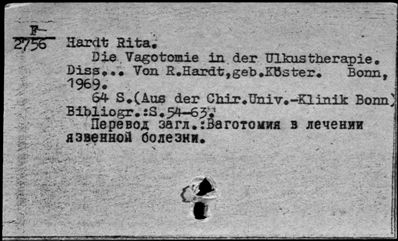 F
2756
Hardt Rita.
Die Vagotomie in der Ulkustherapie.
Diss... Von R.Hardt,geb.Köster. Bonn,
1969.
64 S.(Aus der Chir.Univ.-Klinik Bonn)
Bibliogr.:S.54-63.
Перевод загл.:Ваготомия в лечении
язвенной болезки.